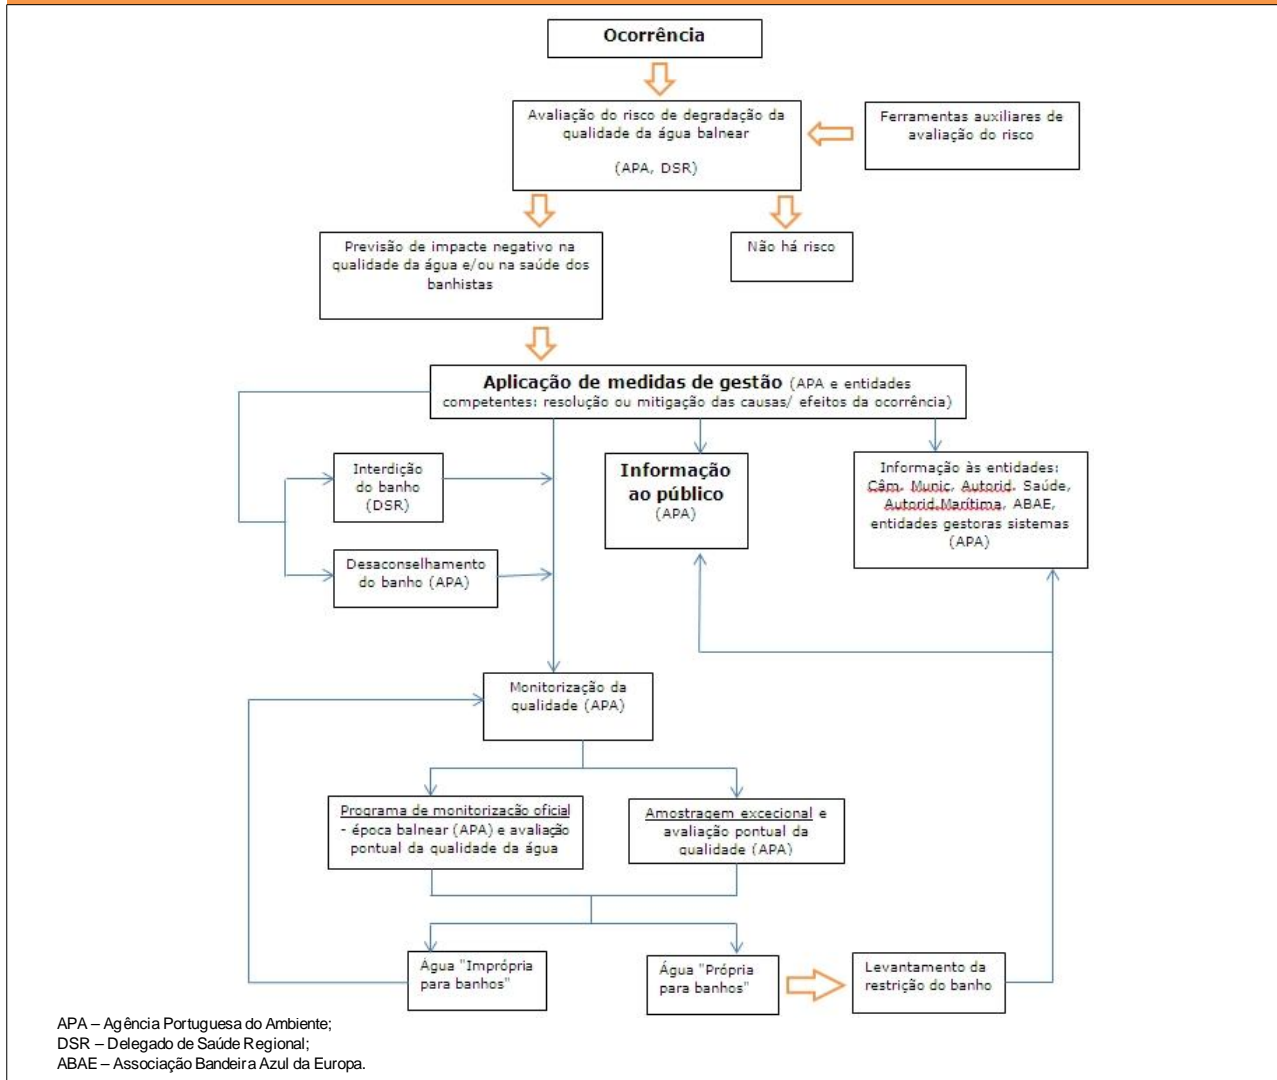 Ocorrência
Avaliação do risco de degradação da
qualidade da água balnear
(APA, DSR)
Ferramentas auxiliares de
avaliação do risco
Previsão de impacte negativo na
qualidade da água e/ou na saúde dos
banhistas
Não há risco
Aplicação de medidas de gestão (APA e entidades
competentes: resolução ou mitigação das causas/ efeitos da ocorrência)
Interdição
do banho
(DSR)
Informação
ao público
(APA)
Informação às entidades:
Câm. Munic, Autorid. Saúde,
Autorid.Marítima, ABAE,
entidades gestoras sistemas
(APA)
Desaconselhamento
do banho (APA)
Monitorização da
qualidade (APA)
Programa de monitorização oficial
- época balnear (APA) e avaliação
pontual da qualidade da água
Amostragem excecional e
avaliação pontual da
qualidade (APA)
Água "Imprópria
para banhos"
Água "Própria
para banhos"
Levantamento da
restrição do banho
APA – Agência Portuguesa do Ambiente;
DSR – Delegado de Saúde Regional;
ABAE – Associação Bandeira Azul da Europa.